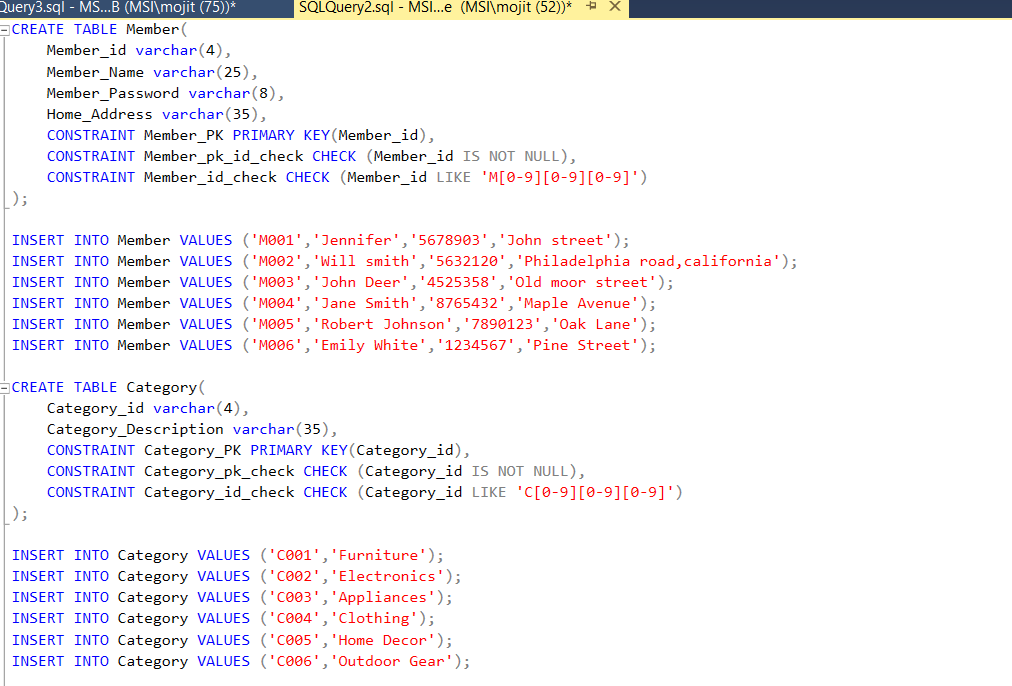 Query3.sql - MS...B (MSI\mojit (75))* SQLQuery2.sql - MSI...e (MSI\mojit (52))*
CREATE TABLE Member(
    Member_id varchar(4),
    Member_Name varchar(25),
    Member_Password varchar(8),
    Home_Address varchar(35),
    CONSTRAINT Member_PK PRIMARY KEY(Member_id),
    CONSTRAINT Member_pk_id_check CHECK (Member_id IS NOT NULL),
    CONSTRAINT Member_id_check CHECK (Member_id LIKE 'M[0-9][0-9][0-9]')
);
INSERT INTO Member VALUES ('M001','Jennifer','5678903','John street');
INSERT INTO Member VALUES ('M002','Will smith','5632120','Philadelphia road,california');
INSERT INTO Member VALUES ('M003','John Deer','4525358','Old moor street');
INSERT INTO Member VALUES ('M004','Jane Smith','8765432','Maple Avenue');
INSERT INTO Member VALUES ('M005','Robert Johnson','7890123','Oak Lane');
INSERT INTO Member VALUES ('M006','Emily White','1234567','Pine Street');
CREATE TABLE Category(
    Category_id varchar(4),
    Category_Description varchar(35),
    CONSTRAINT Category_PK PRIMARY KEY(Category_id),
    CONSTRAINT Category_pk_check CHECK (Category_id IS NOT NULL),
    CONSTRAINT Category_id_check CHECK (Category_id LIKE 'C[0-9][0-9][0-9]')
);
INSERT INTO Category VALUES ('C001','Furniture');
INSERT INTO Category VALUES ('C002','Electronics');
INSERT INTO Category VALUES ('C003','Appliances');
INSERT INTO Category VALUES ('C004','Clothing');
INSERT INTO Category VALUES ('C005','Home Decor');
INSERT INTO Category VALUES ('C006','Outdoor Gear');